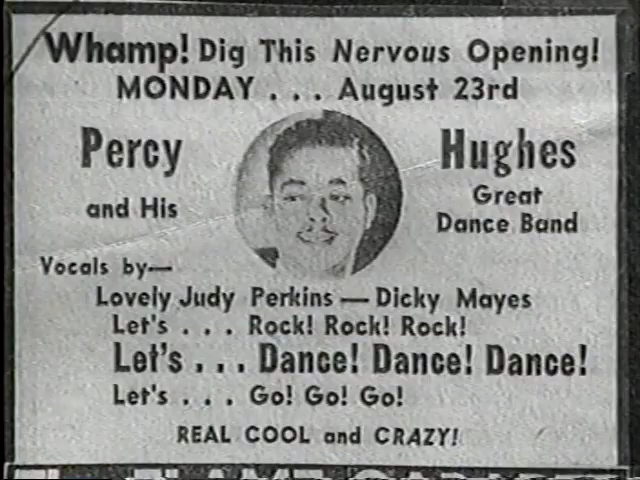 Whamp! Dig This Nervous Opening!
MONDAY . . . August 23rd
Percy Hughes
and His Great
Dance Band
Vocals by—
Lovely Judy Perkins — Dicky Mayes
Let's . . . Rock! Rock! Rock!
Let's . . . Dance! Dance! Dance!
Let's . . . Go! Go! Go!
REAL COOL and CRAZY!